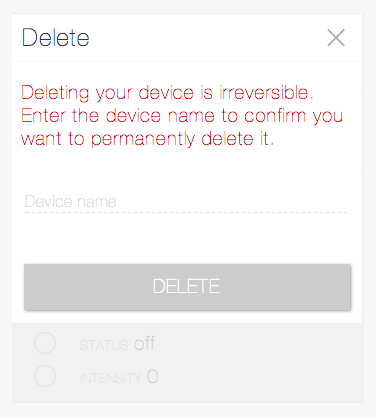 Delete
Deleting your device is irreversible.
Enter the device name to confirm you
want to permanently delete it.
Device name
DELETE
STATUS off
INTENSITY 0